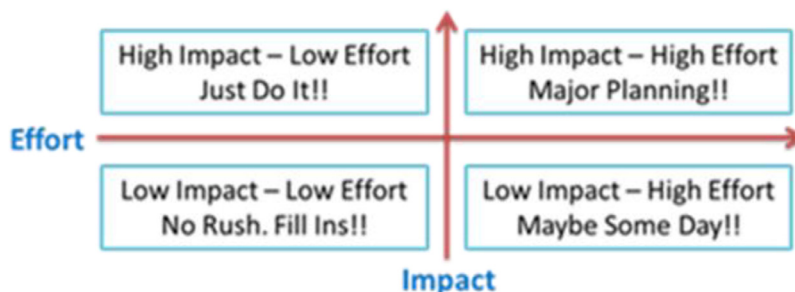 High Impact – Low Effort
Just Do It!!
High Impact – High Effort
Major Planning!!
Effort
Low Impact – Low Effort
No Rush. Fill Ins!!
Low Impact – High Effort
Maybe Some Day!!
Impact